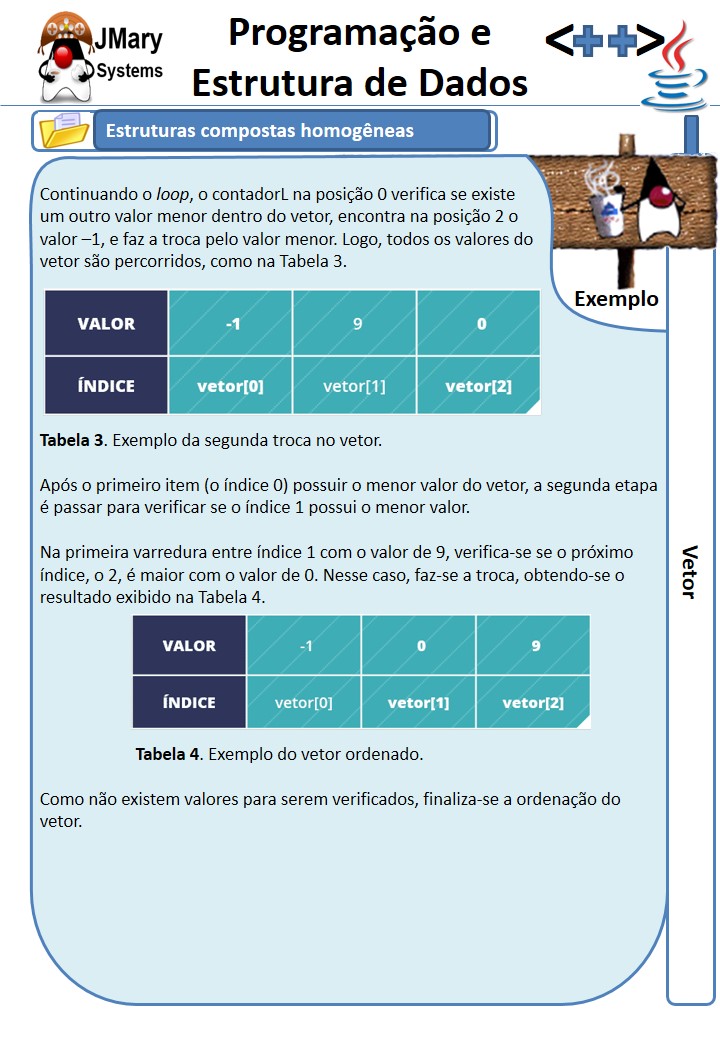 JMary
Systems
Programação e
Estrutura de Dados
<++>
Estruturas compostas homogêneas
Continuando o loop, o contadorL na posição 0 verifica se existe
um outro valor menor dentro do vetor, encontra na posição 2 o
valor –1, e faz a troca pelo valor menor. Logo, todos os valores do
vetor são percorridos, como na Tabela 3.
Exemplo
VALOR -1 9 0
ÍNDICE vetor[0] vetor[1] vetor[2]
Tabela 3. Exemplo da segunda troca no vetor.
Após o primeiro item (o índice 0) possuir o menor valor do vetor, a segunda etapa
é passar para verificar se o índice 1 possui o menor valor.
Na primeira varredura entre índice 1 com o valor de 9, verifica-se se o próximo
índice, o 2, é maior com o valor de 0. Nesse caso, faz-se a troca, obtendo-se o
resultado exibido na Tabela 4.
VALOR -1 0 9
ÍNDICE vetor[0] vetor[1] vetor[2]
Tabela 4. Exemplo do vetor ordenado.
Como não existem valores para serem verificados, finaliza-se a ordenação do
vetor.
Vetor